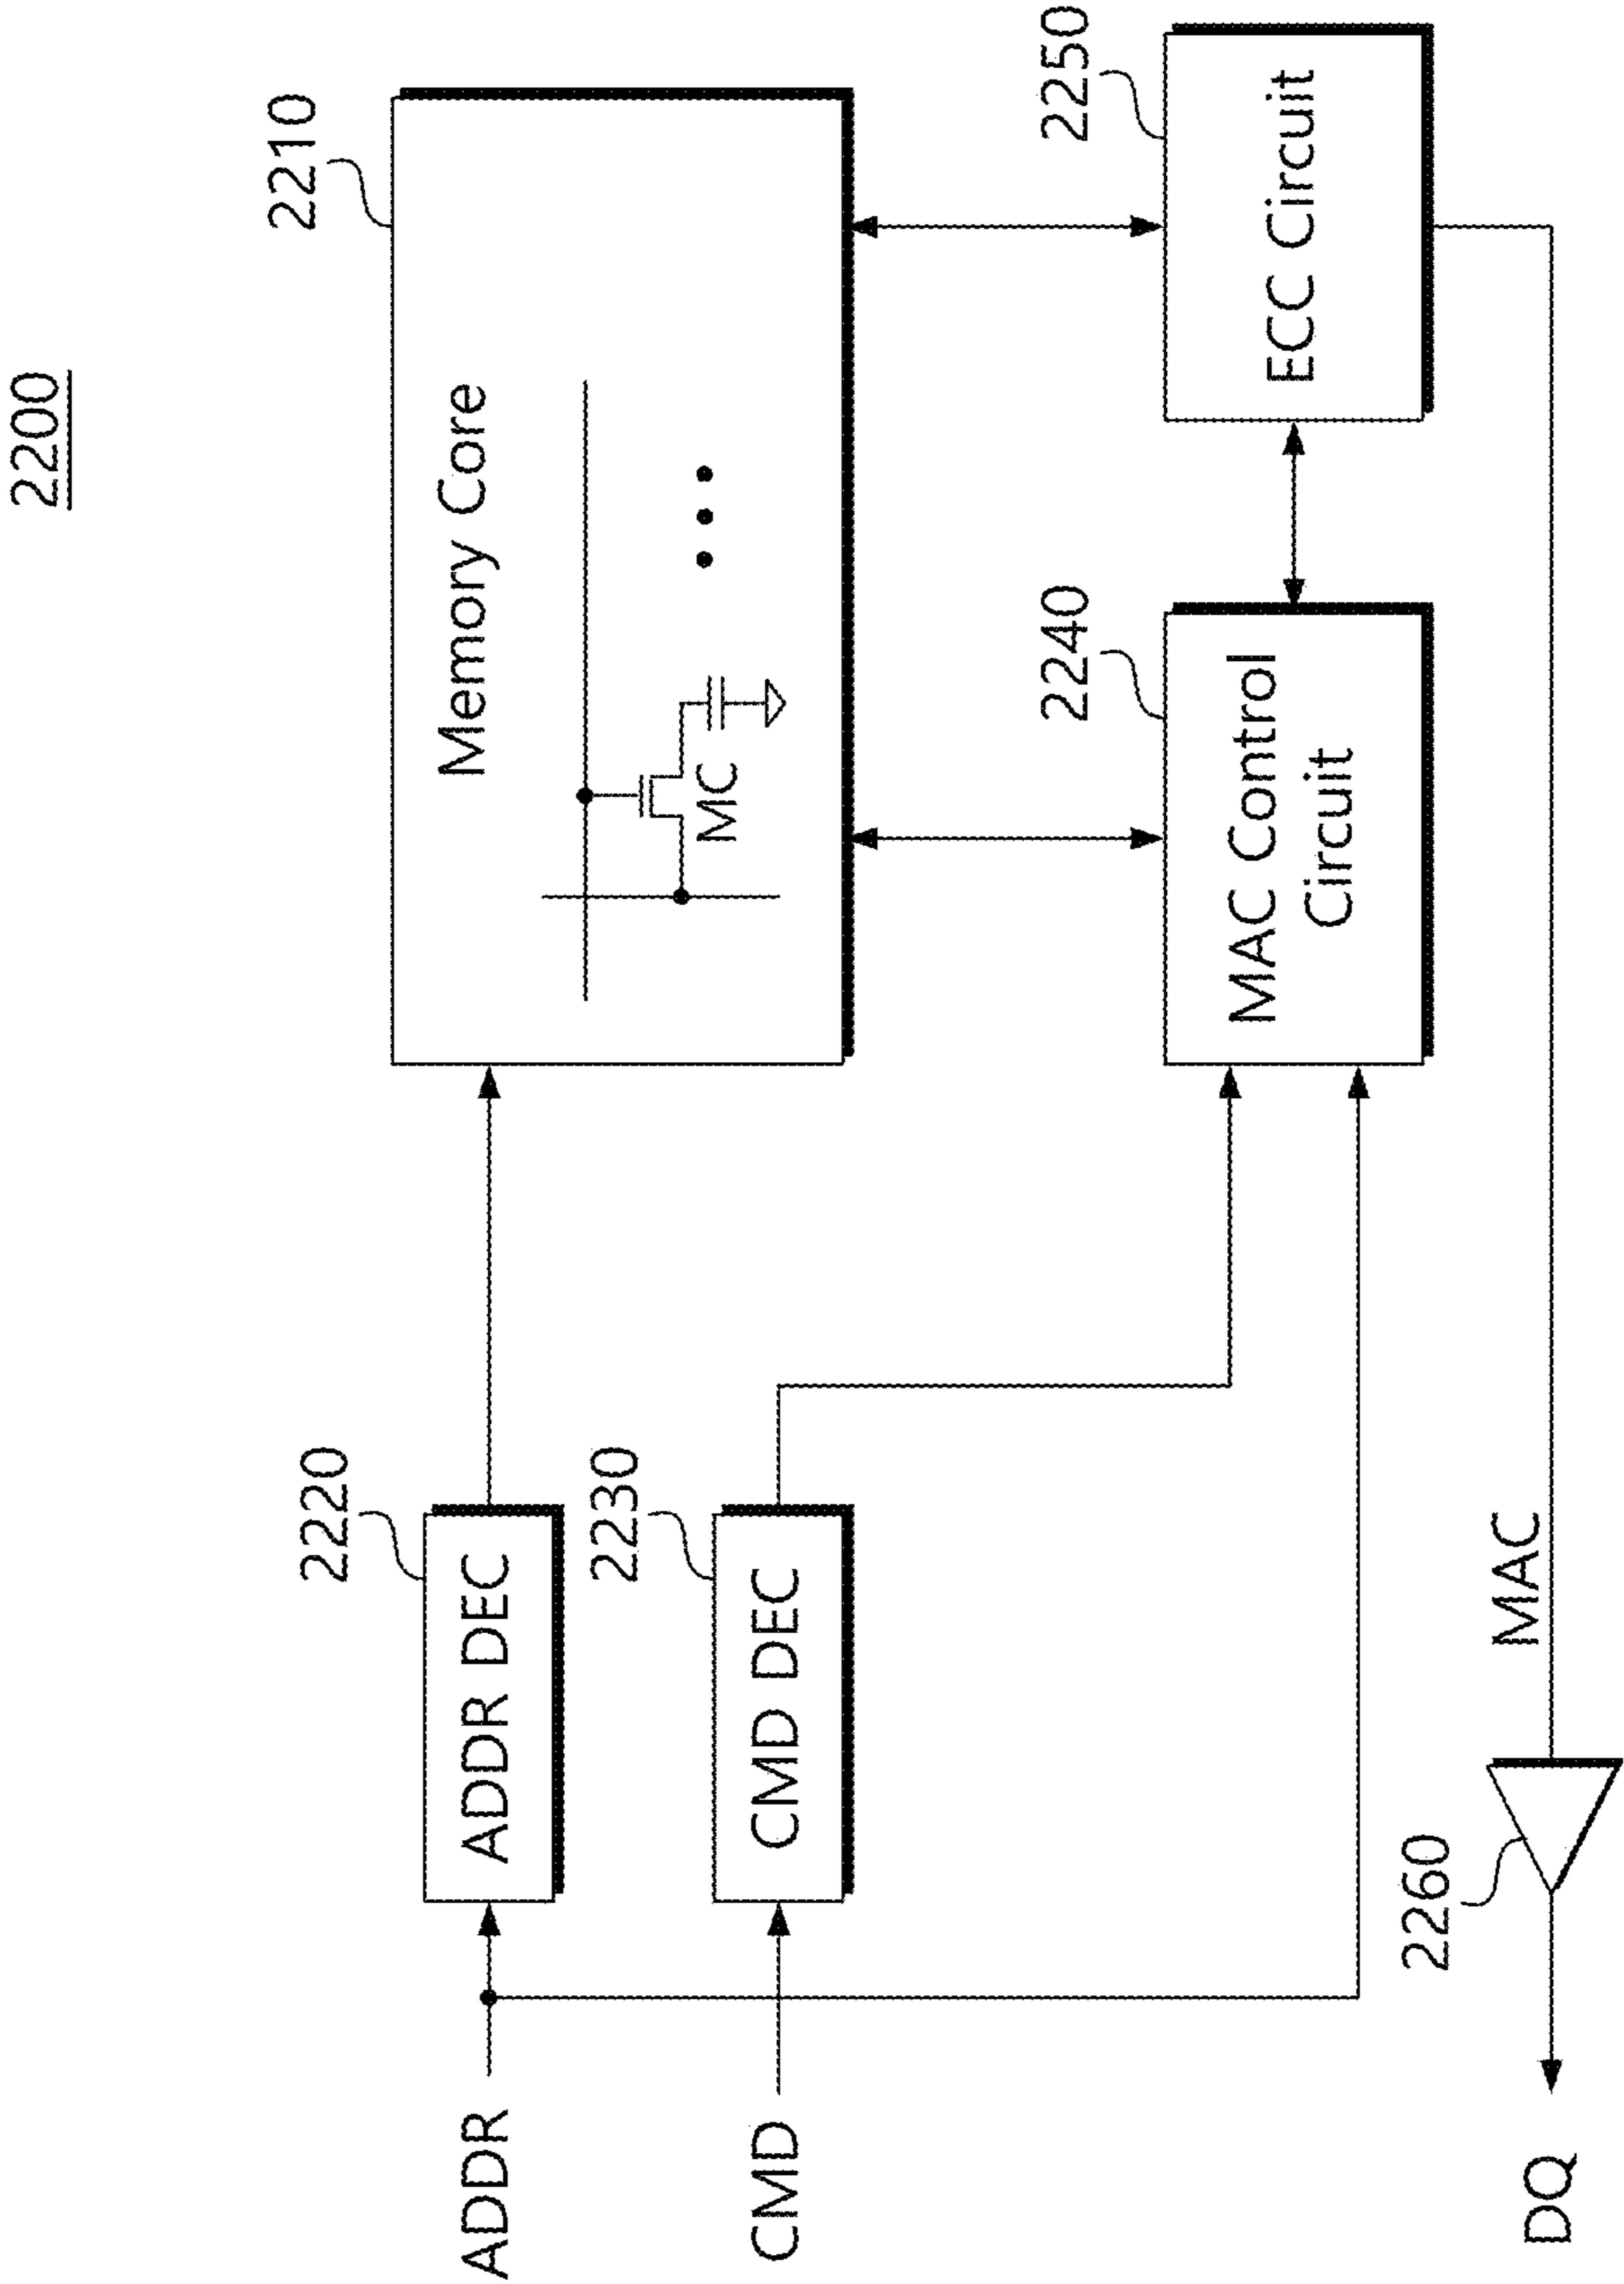 2200
2210
Memory Core
MC
2220
ADDR DEC
ADDR
2230
CMD DEC
CMD
2240
MAC Control
Circuit
2250
ECC Circuit
MAC
2260
DQ